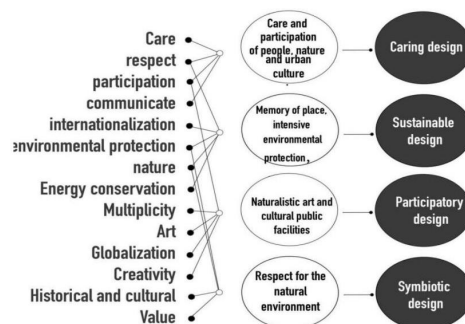 Care
respect
participation
communicate
internationalization
environmental protection
nature
Energy conservation
Multiplicity
Art
Globalization
Creativity
Historical and cultural
Value
Care and
participation
of people, nature
and urban
culture
Memory of place,
intensive
environmental
protection,
Naturalistic art and
cultural public
facilities
Respect for the
natural
environment
Caring design
Sustainable
design
Participatory
design
Symbiotic
design